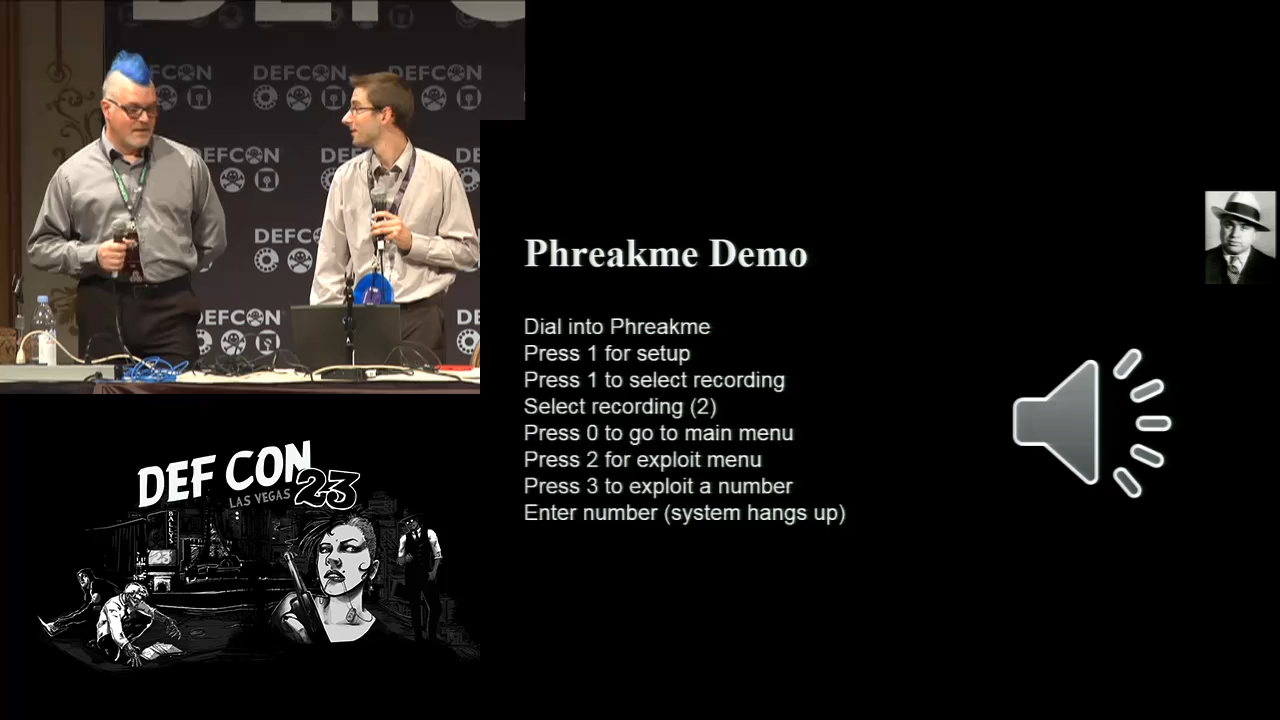 DEFCON
DEFCON
DEFCON
DEFCON
DEFCON
Phreakme Demo
Dial into Phreakme
Press 1 for setup
Press 1 to select recording
Select recording (2)
Press 0 to go to main menu
Press 2 for exploit menu
Press 3 to exploit a number
Enter number (system hangs up)
DEF CON 23
LAS VEGAS
BALLYS